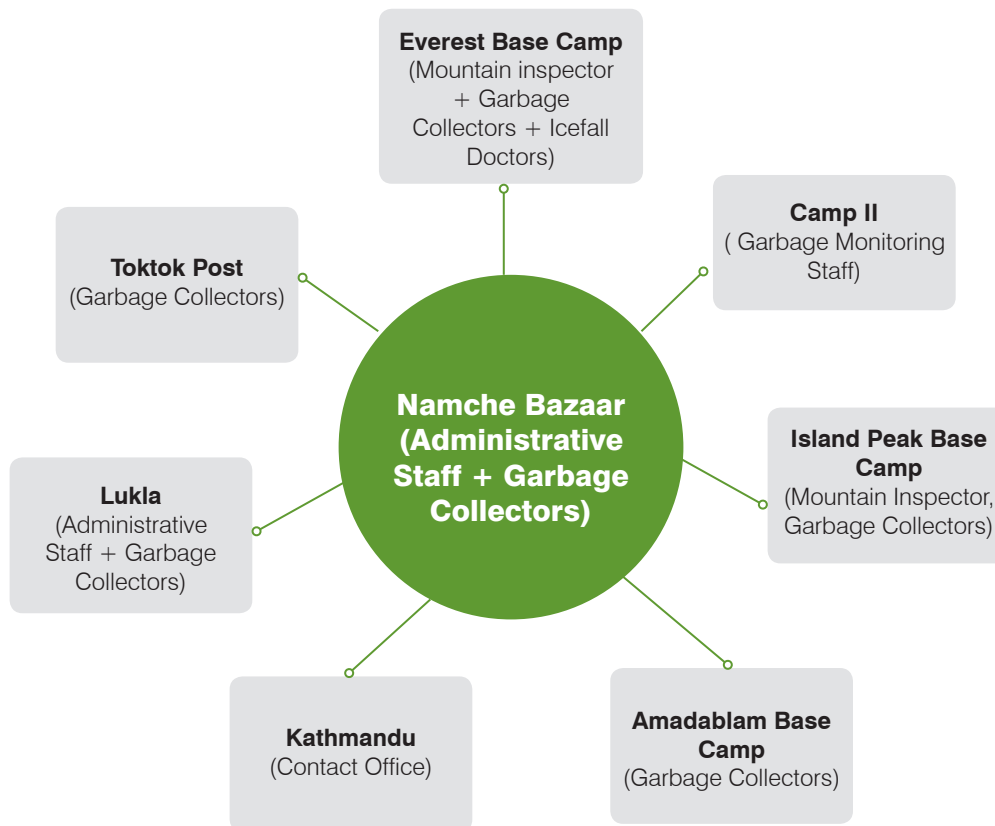 Everest Base Camp
(Mountain inspector
+ Garbage
Collectors + Icefall
Doctors)
Camp II
( Garbage Monitoring
Staff)
Toktok Post
(Garbage Collectors)
Namche Bazaar
(Administrative
Staff + Garbage
Collectors)
Island Peak Base
Camp
(Mountain Inspector,
Garbage Collectors)
Lukla
(Administrative
Staff + Garbage
Collectors)
Kathmandu
(Contact Office)
Amadablam Base
Camp
(Garbage Collectors)